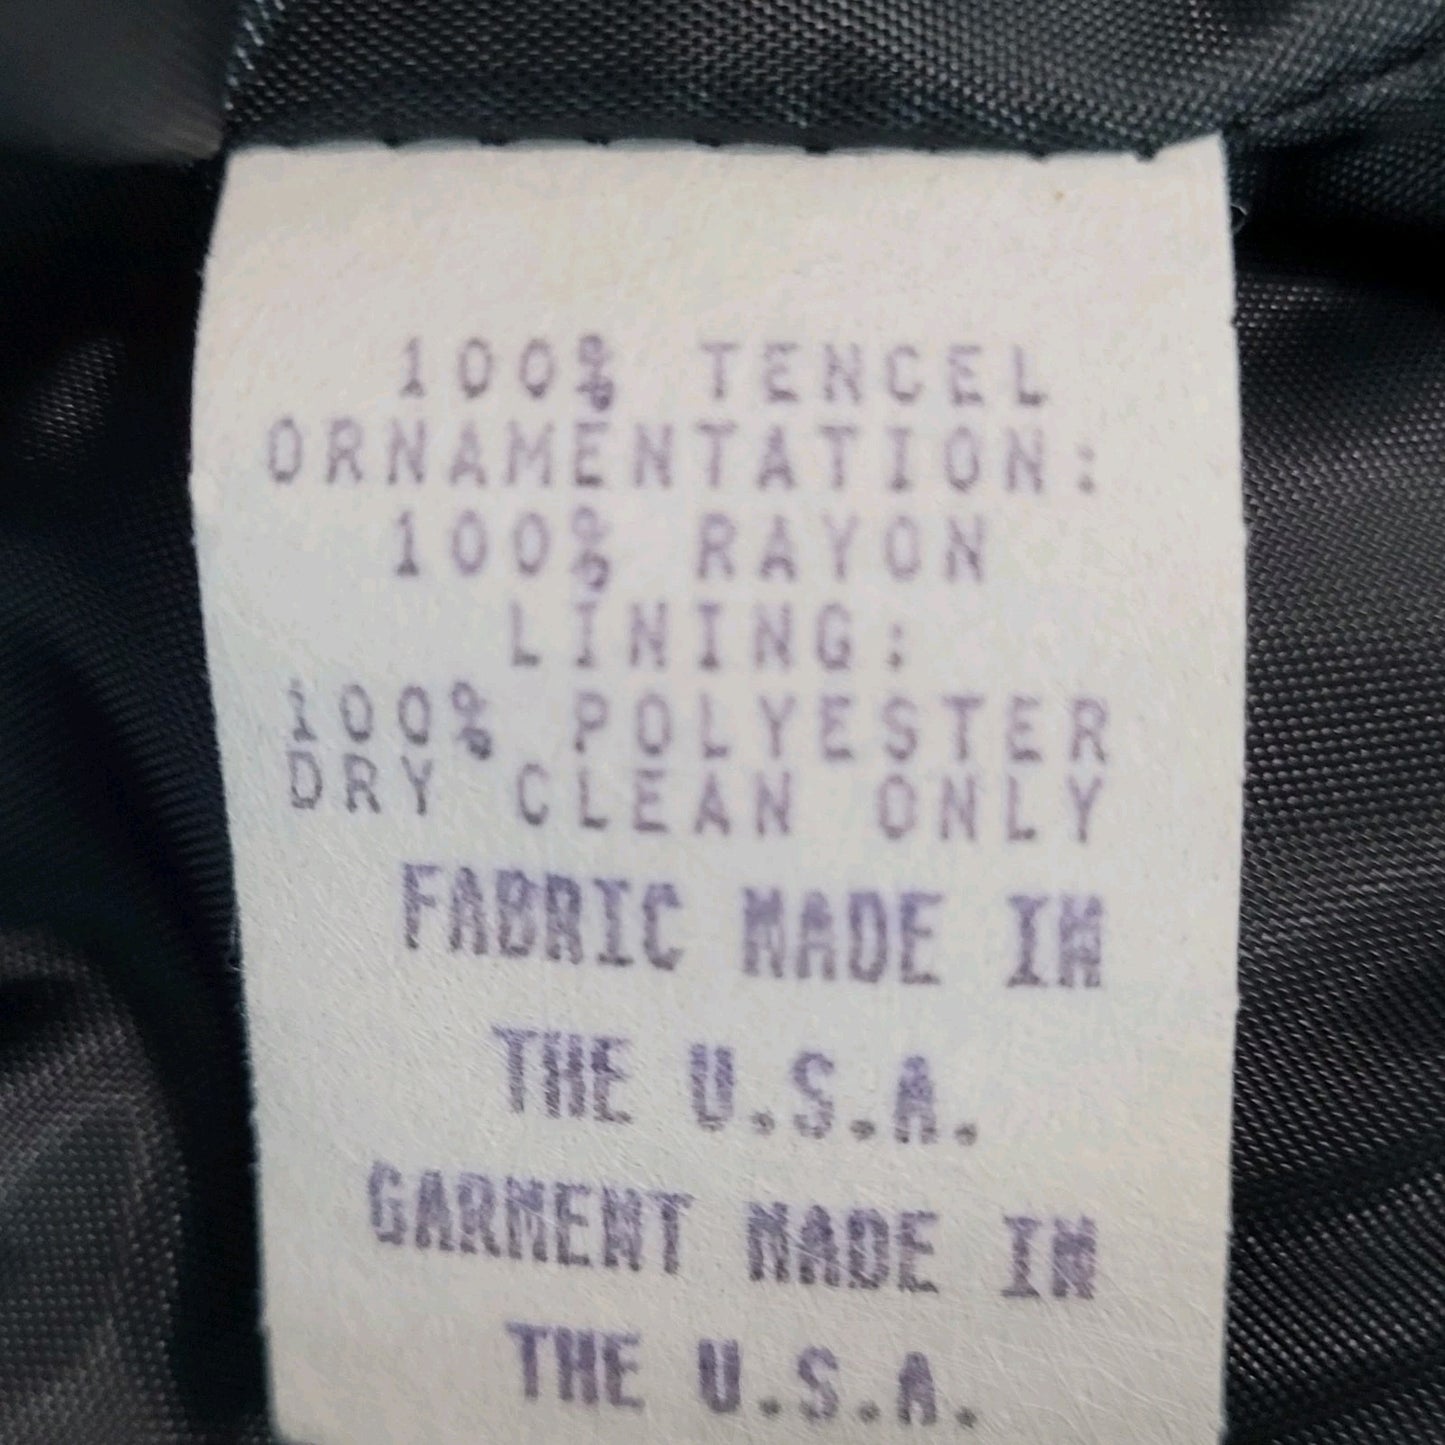 100% TENCEL
ORNAMENTATION:
100% RAYON
LINING:
100% POLYESTER
DRY CLEAN ONLY
FABRIC MADE IN
THE U.S.A.
GARMENT MADE IN
THE U.S.A.